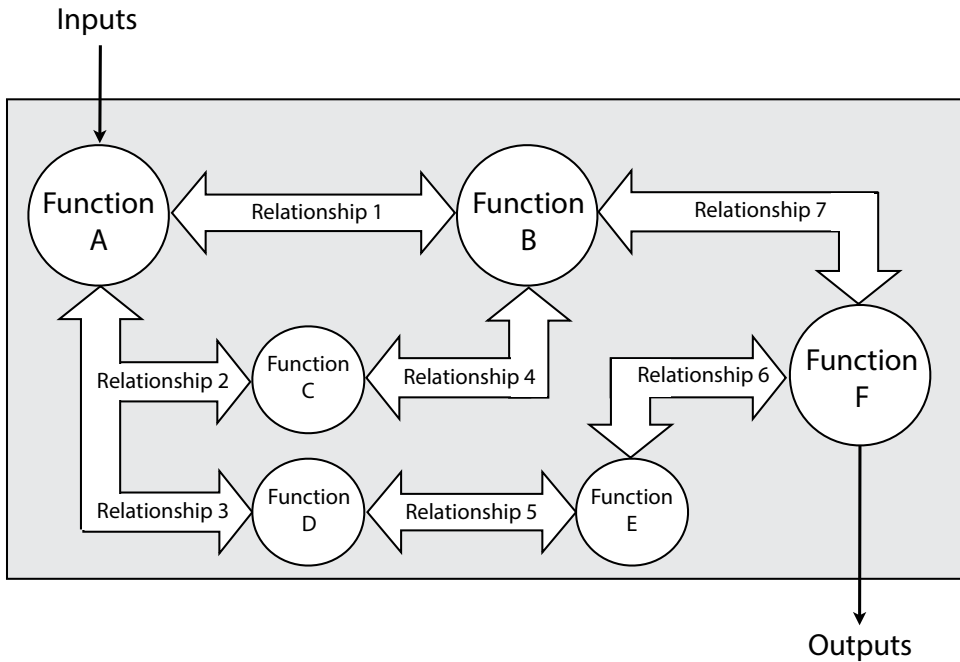 Inputs
Function
A
Relationship 1
Function
B
Relationship 7
Relationship 2
Function
C
Relationship 4
Relationship 6
Function
F
Relationship 3
Function
D
Relationship 5
Function
E
Outputs